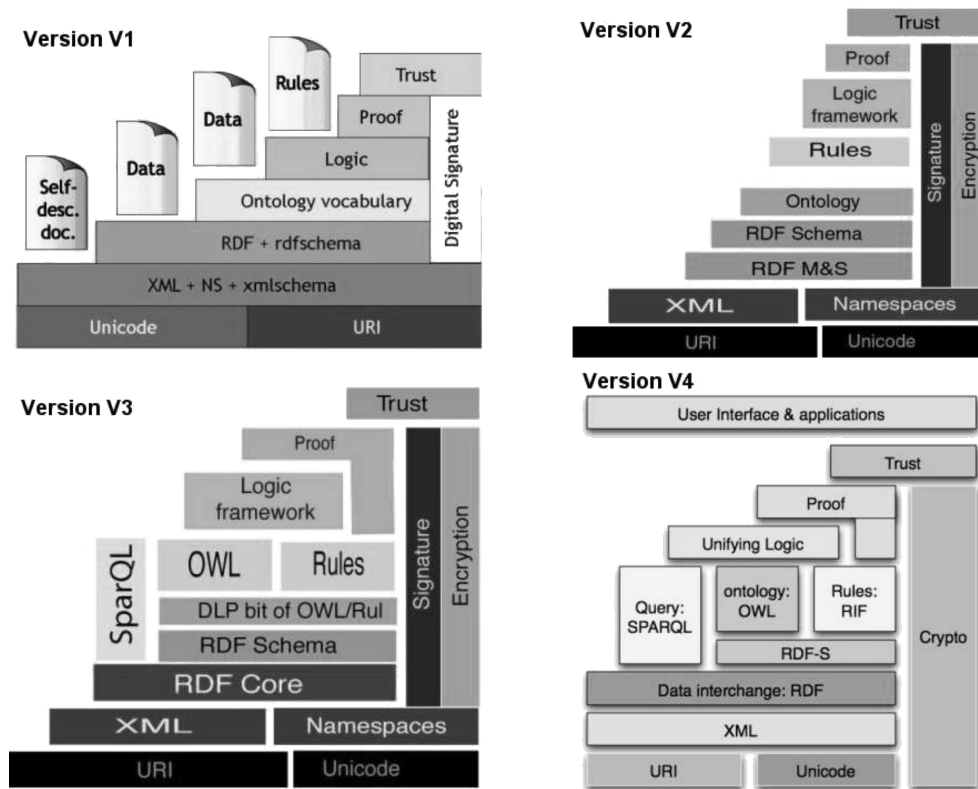 Version V1
Rules
Trust
Data
Proof
Data
Logic
Self-
desc.
doc.
Ontology vocabulary
Digital Signature
RDF + rdfschema
XML + NS + xmlschema
Unicode
URI
Version V2
Trust
Proof
Logic
framework
Rules
Signature
Encryption
Ontology
RDF Schema
RDF M&S
XML
Namespaces
URI
Unicode
Version V3
Trust
Proof
Logic
framework
SparQL
OWL
Rules
Signature
Encryption
DLP bit of OWL/Rul
RDF Schema
RDF Core
XML
Namespaces
URI
Unicode
Version V4
User Interface & applications
Trust
Proof
Unifying Logic
Query:
SPARQL
ontology:
OWL
Rules:
RIF
Crypto
RDF-S
Data interchange: RDF
XML
URI
Unicode